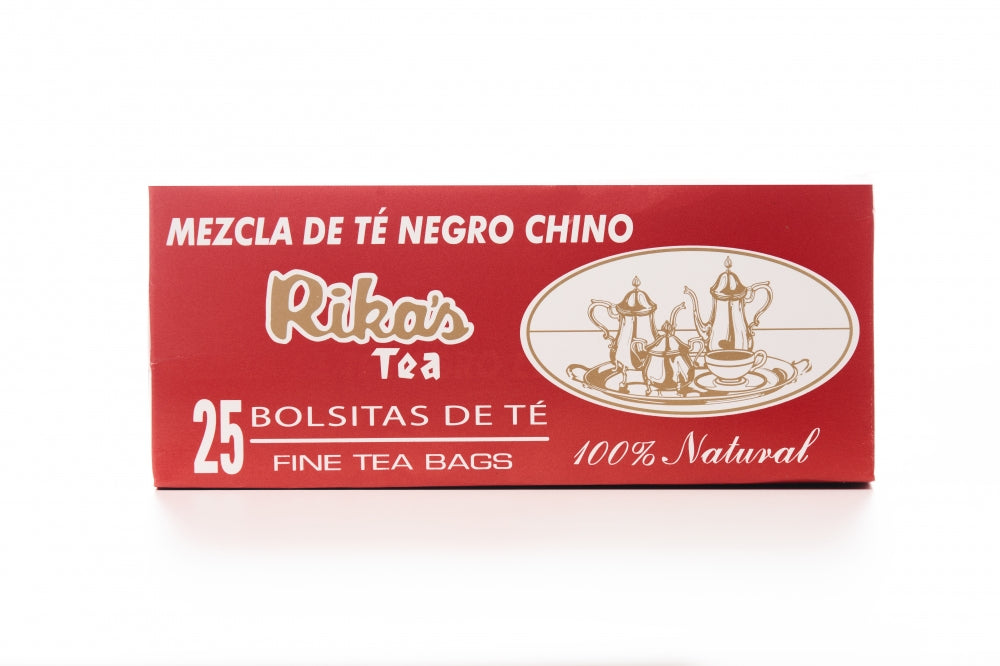 MEZCLA DE TÉ NEGRO CHINO
Rika's
Tea
25 BOLSITAS DE TÉ
FINE TEA BAGS
100% Natural